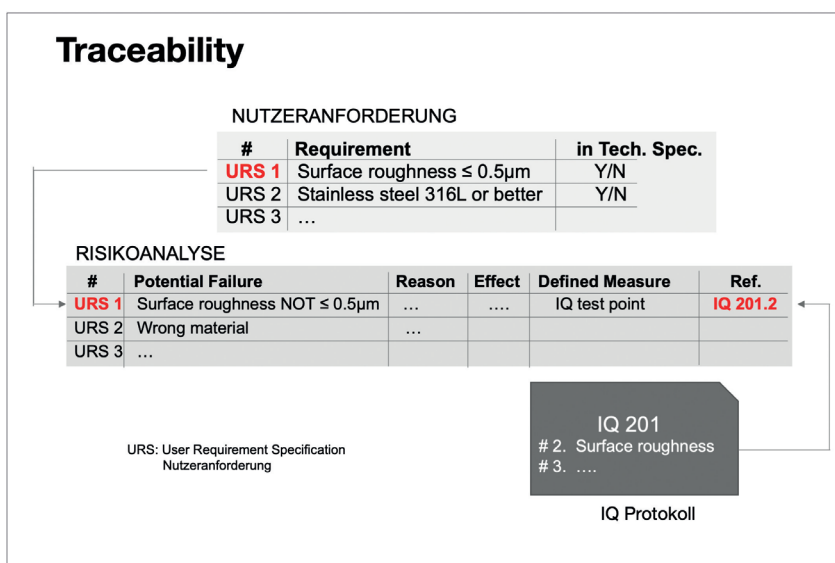 Traceability
NUTZERANFORDERUNG
# Requirement in Tech. Spec.
URS 1 Surface roughness ≤ 0.5µm Y/N
URS 2 Stainless steel 316L or better Y/N
URS 3 ...
RISIKOANALYSE
# Potential Failure Reason Effect Defined Measure Ref.
URS 1 Surface roughness NOT ≤ 0.5µm ... .... IQ test point IQ 201.2
URS 2 Wrong material ...
URS 3 ...
IQ 201
# 2. Surface roughness
# 3. ....
IQ Protokoll
URS: User Requirement Specification
Nutzeranforderung